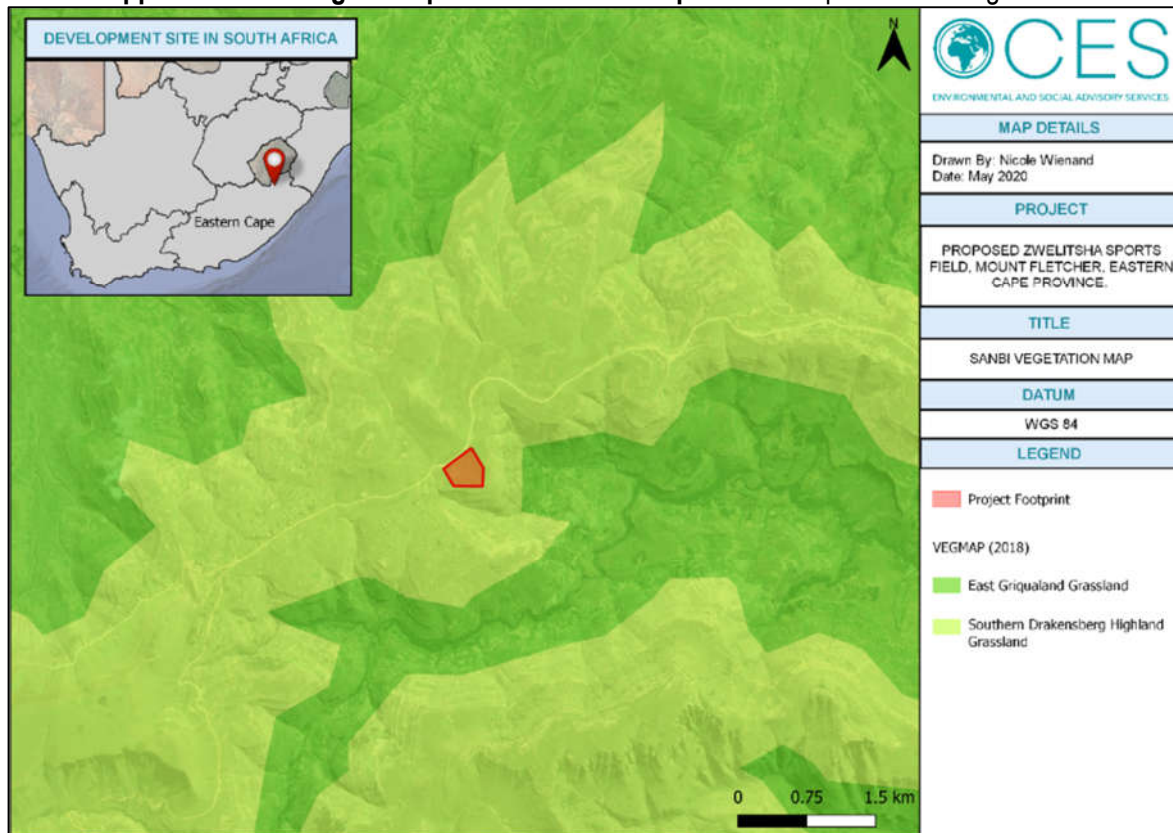 DEVELOPMENT SITE IN SOUTH AFRICA
Eastern Cape
N
0 0.75 1.5 km
CES
ENVIRONMENTAL AND SOCIAL ADVISORY SERVICES
MAP DETAILS
Drawn By: Nicole Wienand
Date: May 2020
PROJECT
PROPOSED ZWELITSHA SPORTS
FIELD, MOUNT FLETCHER, EASTERN
CAPE PROVINCE.
TITLE
SANBI VEGETATION MAP
DATUM
WGS 84
LEGEND
Project Footprint
VEGMAP (2018)
East Griqualand Grassland
Southern Drakensberg Highland
Grassland